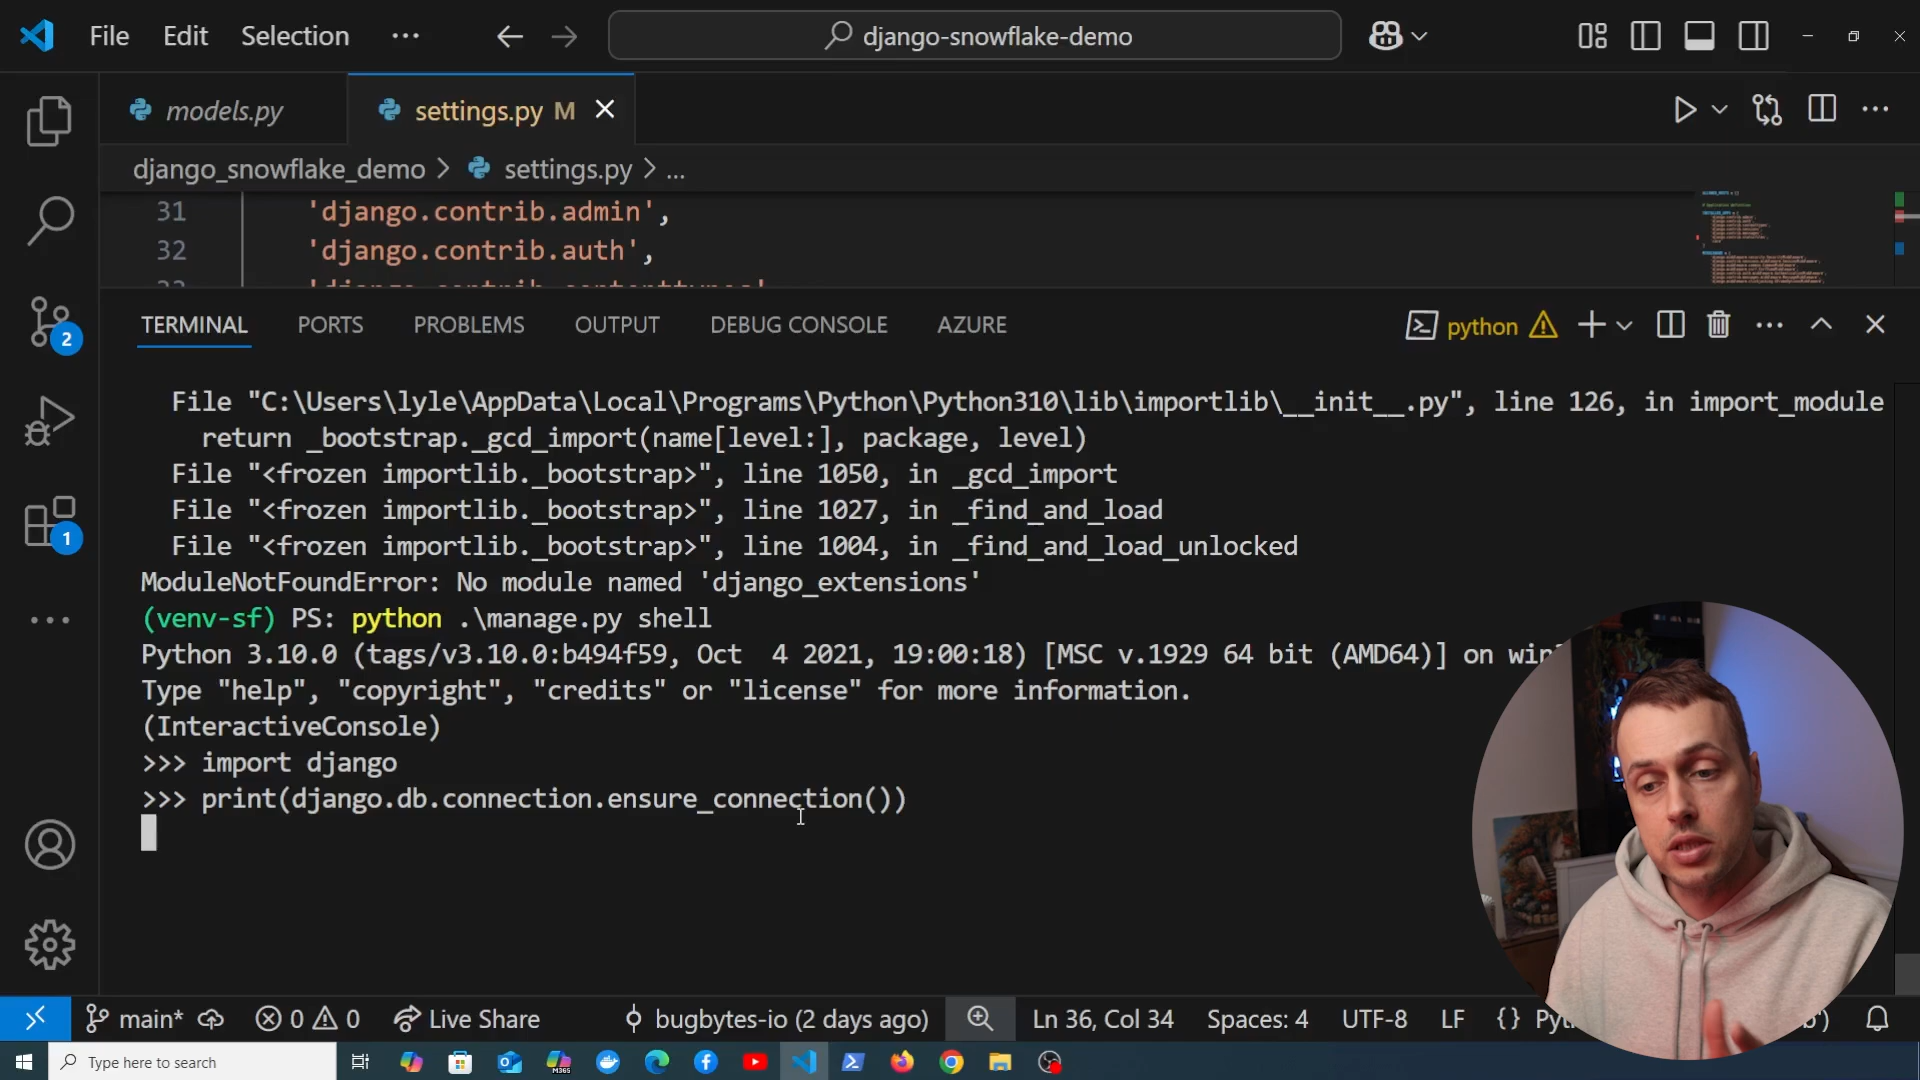 File Edit Selection ··· django-snowflake-demo
models.py settings.py M
django_snowflake_demo > settings.py > ...
31 'django.contrib.admin',
32 'django.contrib.auth',
TERMINAL PORTS PROBLEMS OUTPUT DEBUG CONSOLE AZURE python
File "C:\Users\lyle\AppData\Local\Programs\Python\Python310\lib\importlib\__init__.py", line 126, in import_module
return _bootstrap._gcd_import(name[level:], package, level)
File "<frozen importlib._bootstrap>", line 1050, in _gcd_import
File "<frozen importlib._bootstrap>", line 1027, in _find_and_load
File "<frozen importlib._bootstrap>", line 1004, in _find_and_load_unlocked
ModuleNotFoundError: No module named 'django_extensions'
(venv-sf) PS: python .\manage.py shell
Python 3.10.0 (tags/v3.10.0:b494f59, Oct  4 2021, 19:00:18) [MSC v.1929 64 bit (AMD64)] on
Type "help", "copyright", "credits" or "license" for more information.
(InteractiveConsole)
>>> import django
>>> print(django.db.connection.ensure_connection())
2
1
main* 0 0 Live Share bugbytes-io (2 days ago) Ln 36, Col 34 Spaces: 4 UTF-8 LF {}
Type here to search